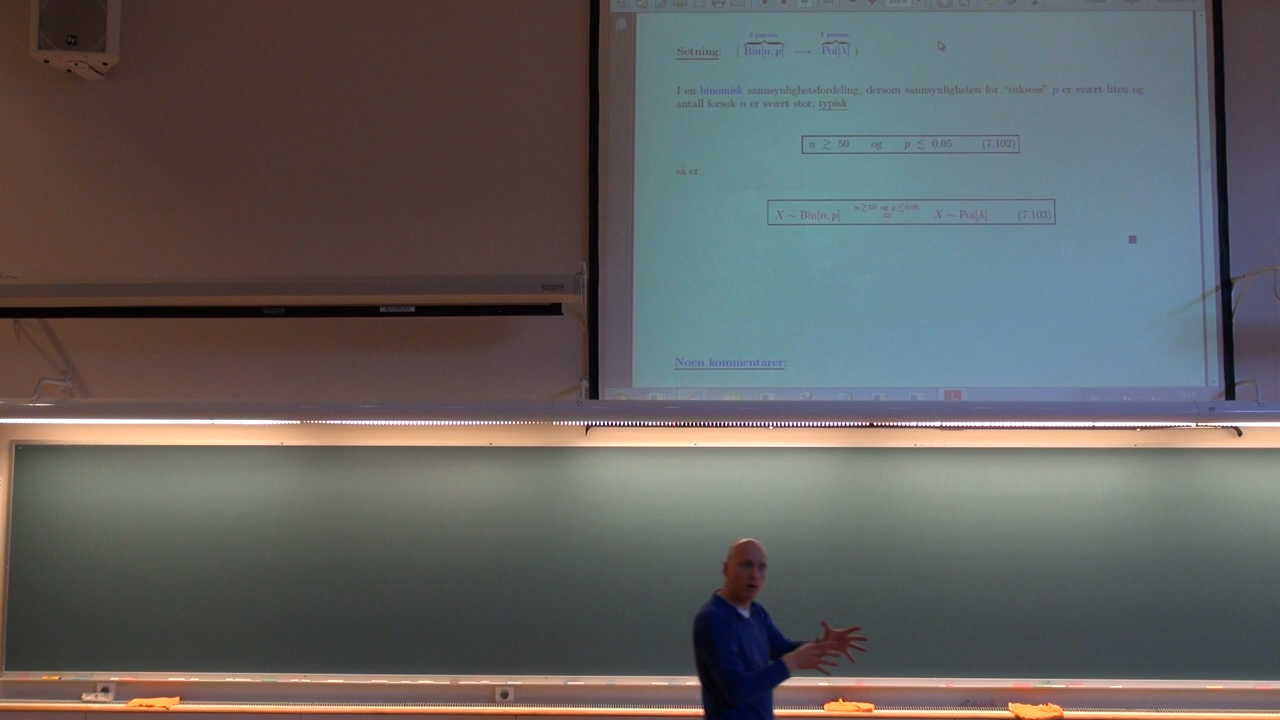 2 param.
1 param.
Setning: ( Bin[n, p] → Poi[λ] )
I en binomisk sannsynlighetsfordeling, dersom sannsynligheten for "suksess" p er svært liten og
antall forsøk n er svært stor, typisk
n ≳ 50 og p ≲ 0.05 (7.102)
så er
n≳50 og p≲0.05
X ∼ Bin[n, p] ≈ X ∼ Poi[λ] (7.103)
Noen kommentarer: